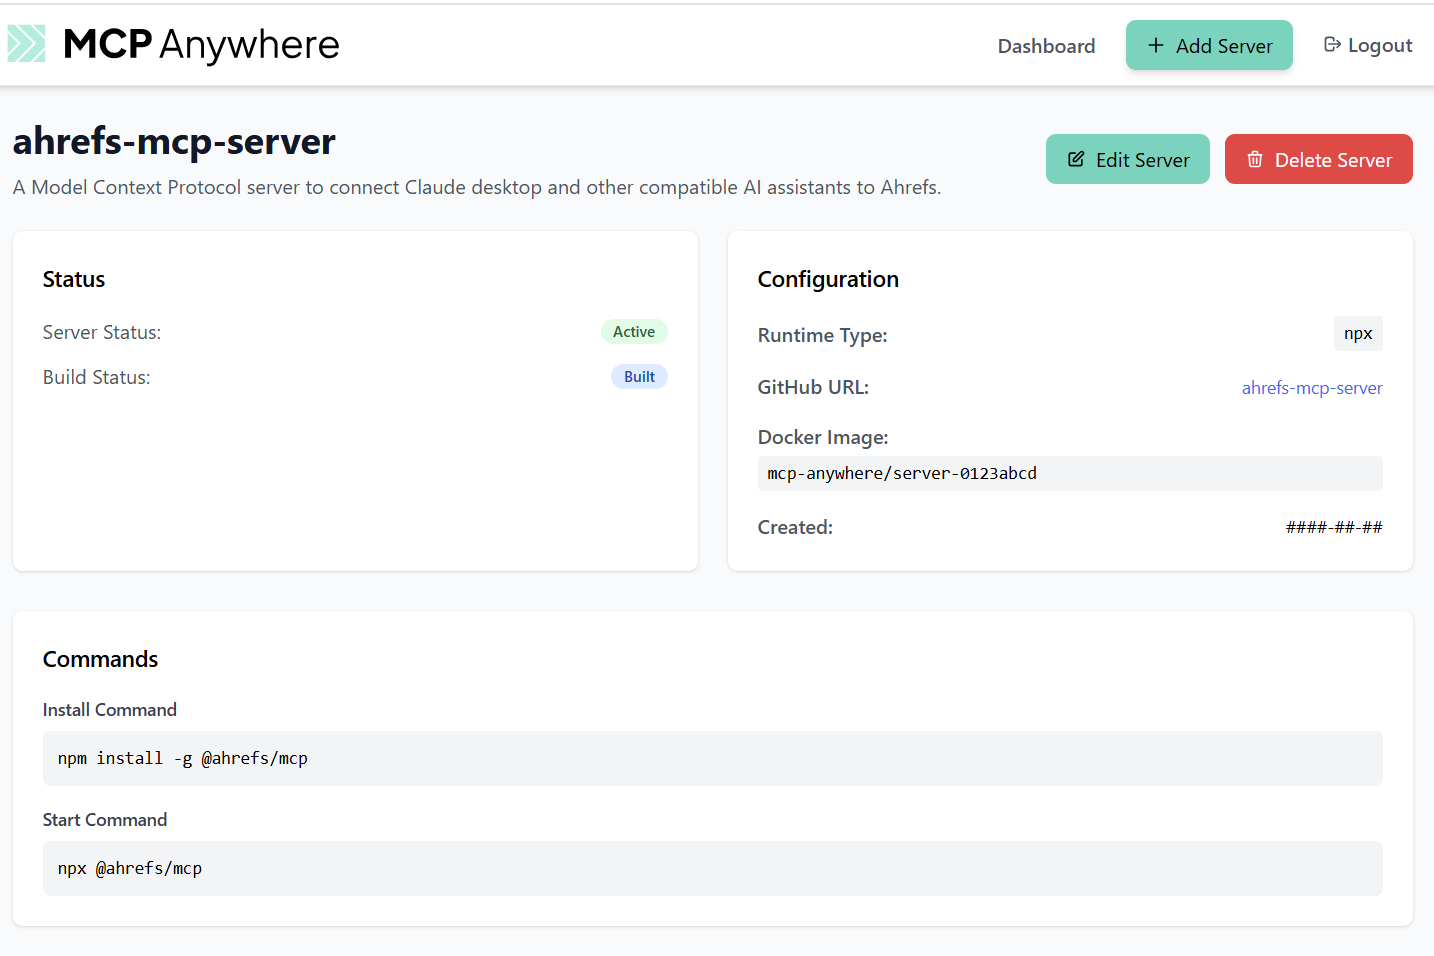 MCP Anywhere
Dashboard
+ Add Server
Logout
ahrefs-mcp-server
A Model Context Protocol server to connect Claude desktop and other compatible AI assistants to Ahrefs.
Edit Server
Delete Server
Status
Server Status:
Active
Build Status:
Built
Configuration
Runtime Type:
npx
GitHub URL:
ahrefs-mcp-server
Docker Image:
mcp-anywhere/server-0123abcd
Created:
####-##-##
Commands
Install Command
npm install -g @ahrefs/mcp
Start Command
npx @ahrefs/mcp